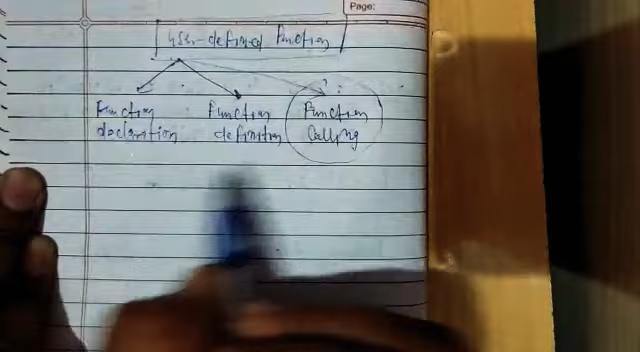 Page:
user-defined Function
Function declaration
Function definition
Function Calling